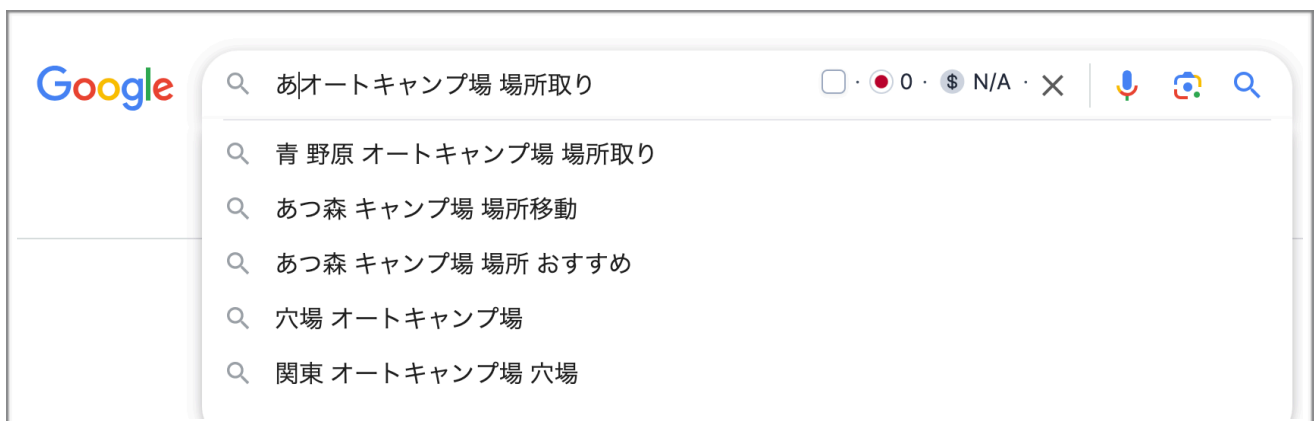 Google あオートキャンプ場 場所取り · 0 · $ N/A ·
青 野原 オートキャンプ場 場所取り
あつ森 キャンプ場 場所移動
あつ森 キャンプ場 場所 おすすめ
穴場 オートキャンプ場
関東 オートキャンプ場 穴場